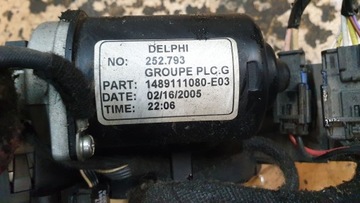 DELPHI
NO: 252.793
GROUPE PLC.G
PART: 1489111080-E03
DATE: 02/16/2005
TIME: 22:06